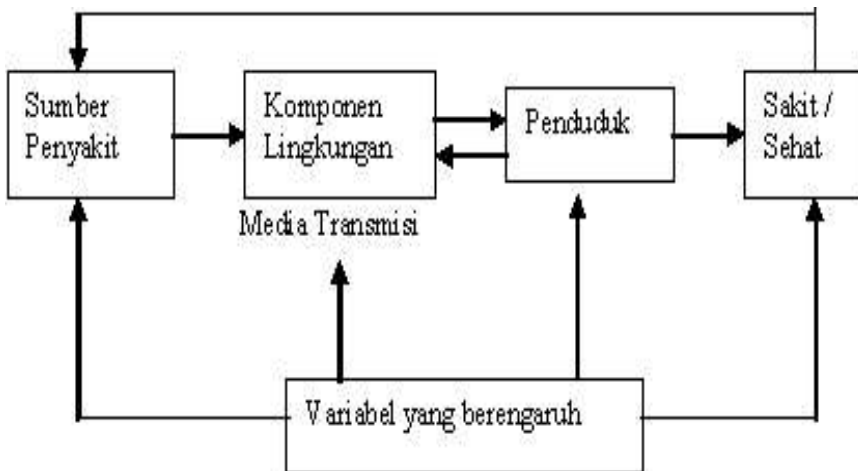 Sumber
Penyakit
Komponen
Lingkungan
Penduduk
Sakit /
Sehat
Media Transmisi
Variabel yang berengaruh